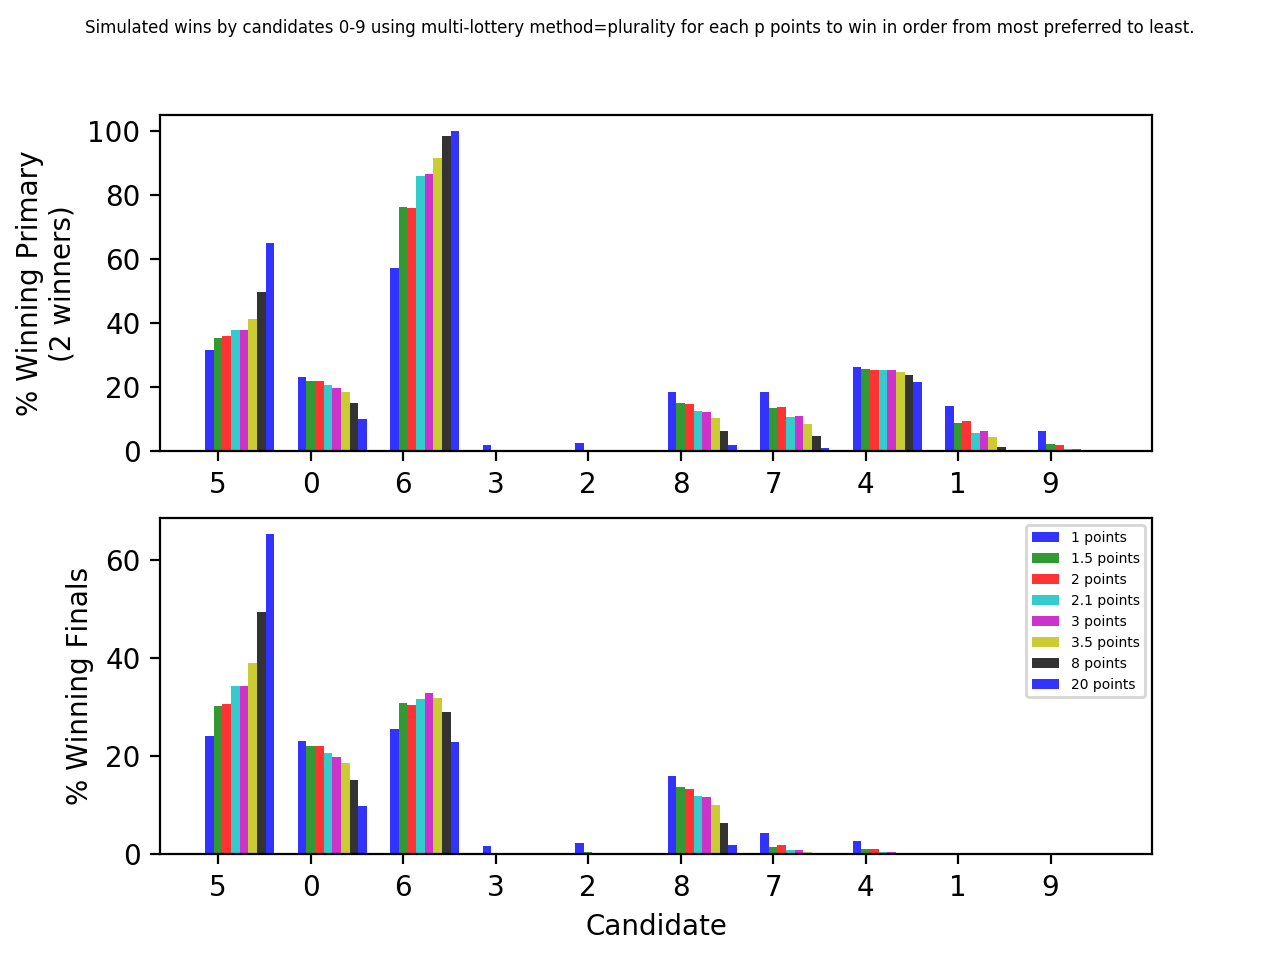 Simulated wins by candidates 0-9 using multi-lottery method=plurality for each p points to win in order from most preferred to least.
% Winning Primary
(2 winners)
100
80
60
40
20
0
5 0 6 3 2 8 7 4 1 9
% Winning Finals
60
40
20
0
1 points
1.5 points
2 points
2.1 points
3 points
3.5 points
8 points
20 points
5 0 6 3 2 8 7 4 1 9
Candidate